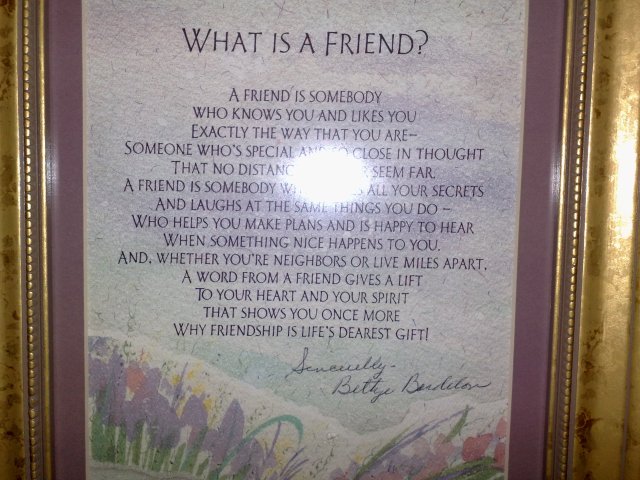 WHAT IS A FRIEND?
A FRIEND IS SOMEBODY
WHO KNOWS YOU AND LIKES YOU
EXACTLY THE WAY THAT YOU ARE–
SOMEONE WHO'S SPECIAL AND SO CLOSE IN THOUGHT
THAT NO DISTANC SEEM FAR.
A FRIEND IS SOMEBODY ALL YOUR SECRETS
AND LAUGHS AT THE SAME THINGS YOU DO –
WHO HELPS YOU MAKE PLANS AND IS HAPPY TO HEAR
WHEN SOMETHING NICE HAPPENS TO YOU,
AND, WHETHER YOU'RE NEIGHBORS OR LIVE MILES APART,
A WORD FROM A FRIEND GIVES A LIFT
TO YOUR HEART AND YOUR SPIRIT
THAT SHOWS YOU ONCE MORE
WHY FRIENDSHIP IS LIFE'S DEAREST GIFT!
Sincerely-